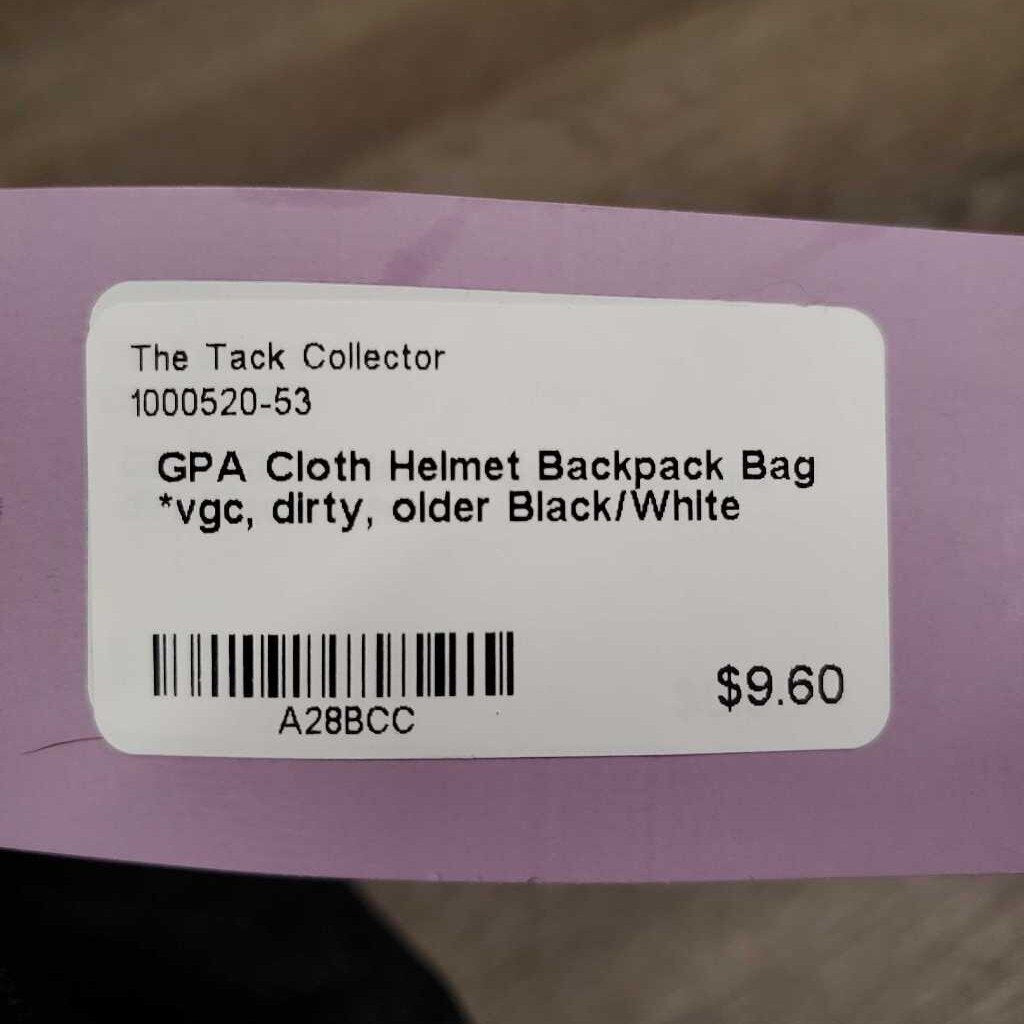 The Tack Collector
1000520-53
GPA Cloth Helmet Backpack Bag
*vgc, dirty, older Black/White
A28BCC
$9.60